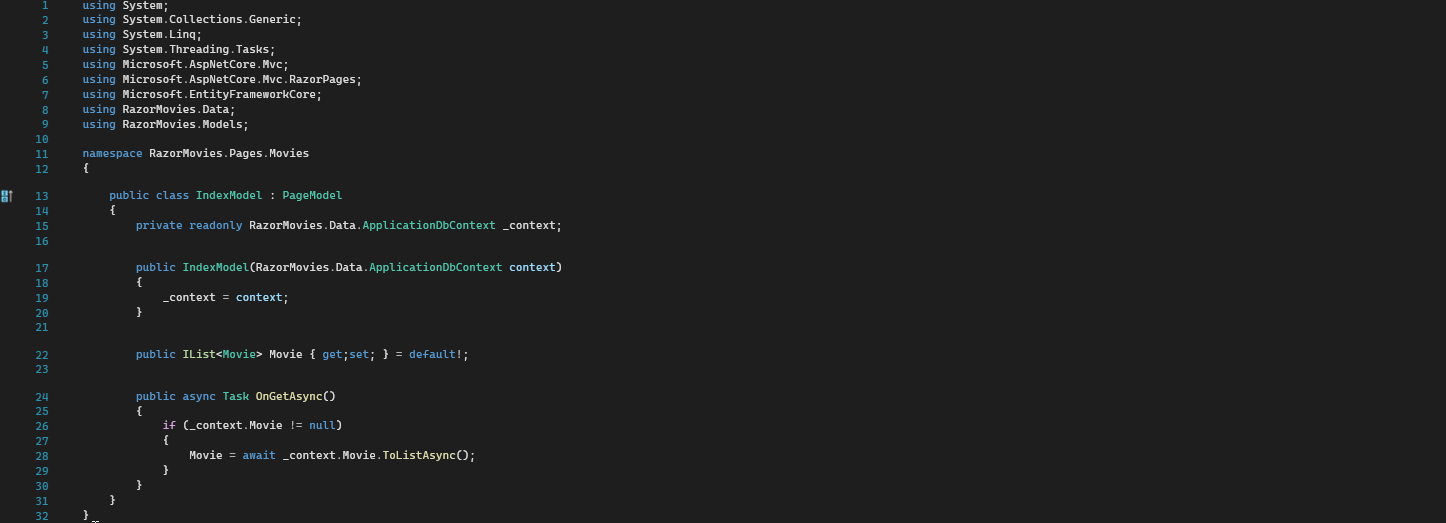 1 using System;
2 using System.Collections.Generic;
3 using System.Linq;
4 using System.Threading.Tasks;
5 using Microsoft.AspNetCore.Mvc;
6 using Microsoft.AspNetCore.Mvc.RazorPages;
7 using Microsoft.EntityFrameworkCore;
8 using RazorMovies.Data;
9 using RazorMovies.Models;
10
11 namespace RazorMovies.Pages.Movies
12 {
13     public class IndexModel : PageModel
14     {
15         private readonly RazorMovies.Data.ApplicationDbContext _context;
16
17         public IndexModel(RazorMovies.Data.ApplicationDbContext context)
18         {
19             _context = context;
20         }
21
22         public IList<Movie> Movie { get;set; } = default!;
23
24         public async Task OnGetAsync()
25         {
26             if (_context.Movie != null)
27             {
28                 Movie = await _context.Movie.ToListAsync();
29             }
30         }
31     }
32 }